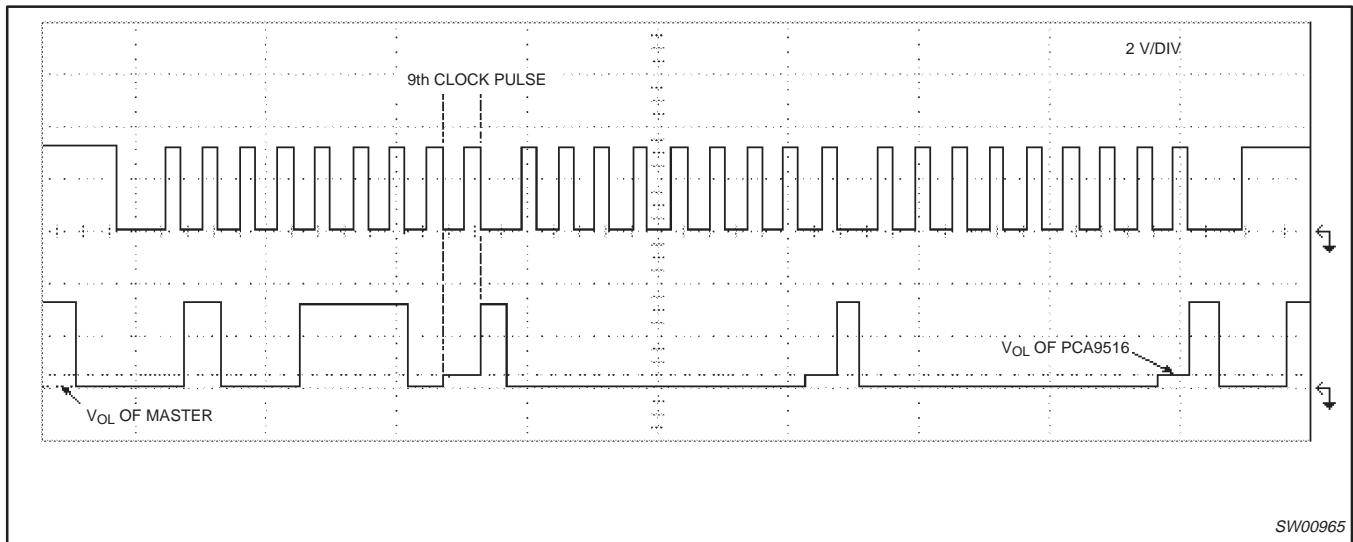 2 V/DIV
9th CLOCK PULSE
VOL OF PCA9516
VOL OF MASTER
SW00965